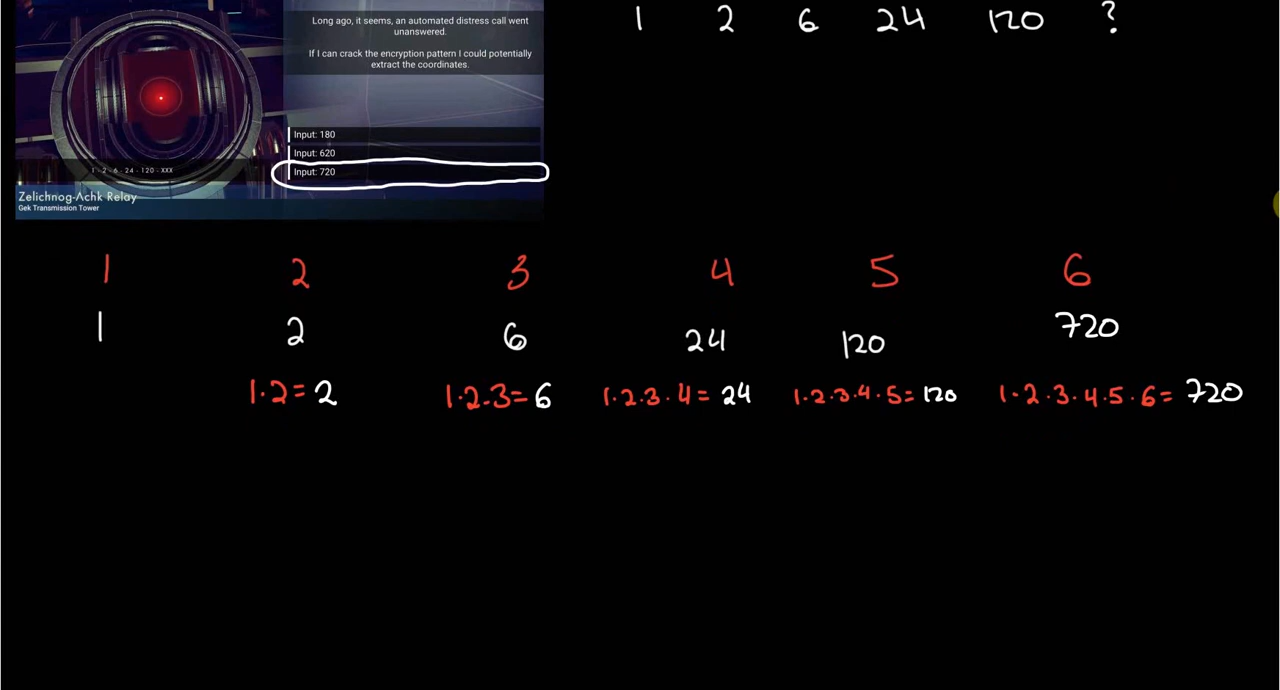 Long ago, it seems, an automated distress call went
unanswered.
If I can crack the encryption pattern I could potentially
extract the coordinates.
Input: 180
Input: 620
Input: 720
1 - 2 - 6 - 24 - 120 - XXX
Zelichnog-Achk Relay
Gek Transmission Tower
1 2 6 24 120 ?
1 2 3 4 5 6
1 2 6 24 120 720
1·2=2 1·2·3=6 1·2·3·4=24 1·2·3·4·5=120 1·2·3·4·5·6=720